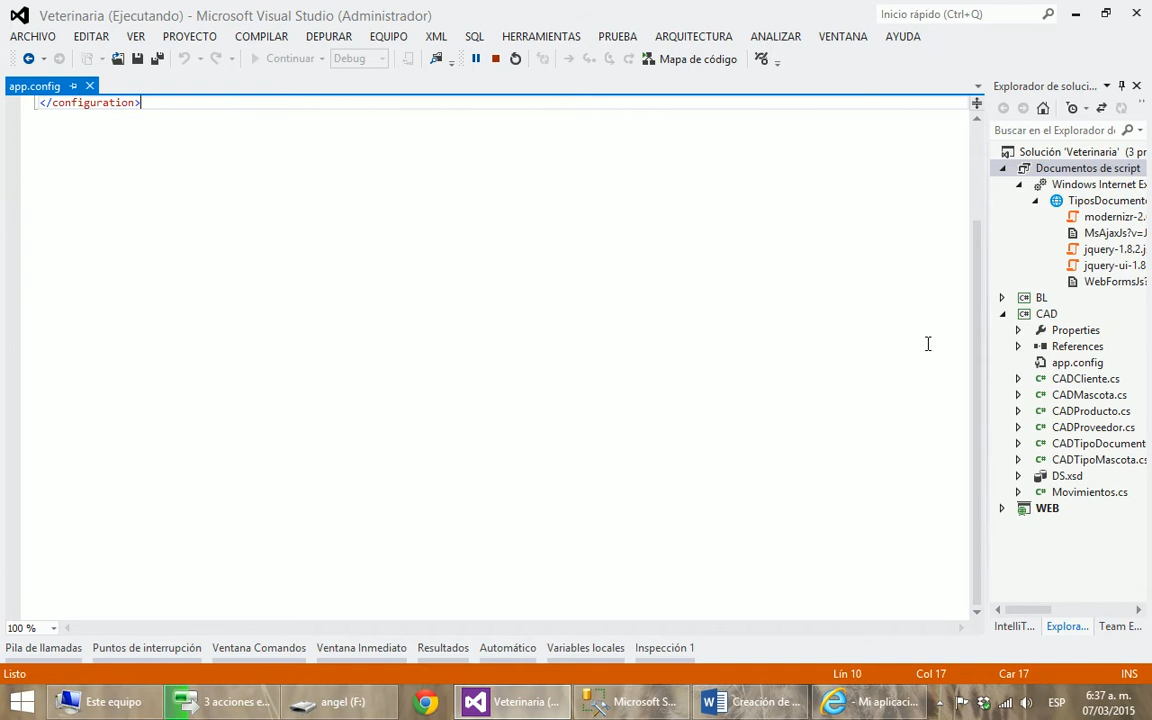 Veterinaria (Ejecutando) - Microsoft Visual Studio (Administrador)
Inicio rápido (Ctrl+Q)
ARCHIVO EDITAR VER PROYECTO COMPILAR DEPURAR EQUIPO XML SQL HERRAMIENTAS PRUEBA ARQUITECTURA ANALIZAR VENTANA AYUDA
Continuar Debug Mapa de código
app.config
Explorador de soluci...
</configuration>
Buscar en el Explorador de
Solución 'Veterinaria' (3 pr
Documentos de script
Windows Internet Ex
TiposDocumento
modernizr-2.
MsAjaxJs?v=J
jquery-1.8.2.j
jquery-ui-1.8
WebFormsJs?
BL
CAD
Properties
References
app.config
CADCliente.cs
CADMascota.cs
CADProducto.cs
CADProveedor.cs
CADTipoDocument
CADTipoMascota.cs
DS.xsd
Movimientos.cs
WEB
100 %
IntelliT... Explora... Team E...
Pila de llamadas Puntos de interrupción Ventana Comandos Ventana Inmediato Resultados Automático Variables locales Inspección 1
Listo Lín 10 Col 17 Car 17 INS
Este equipo 3 acciones e... angel (F:) Veterinaria (... Microsoft S... Creación de ... - Mi aplicaci... ESP 6:37 a. m.
07/03/2015